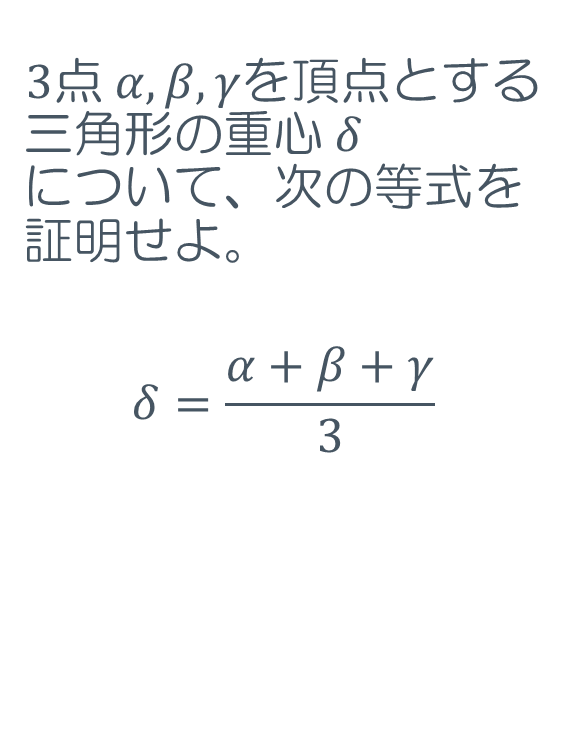 3点 α, β, γを頂点とする
三角形の重心 δ
について、次の等式を
証明せよ。
δ = \frac{α + β + γ}{3}